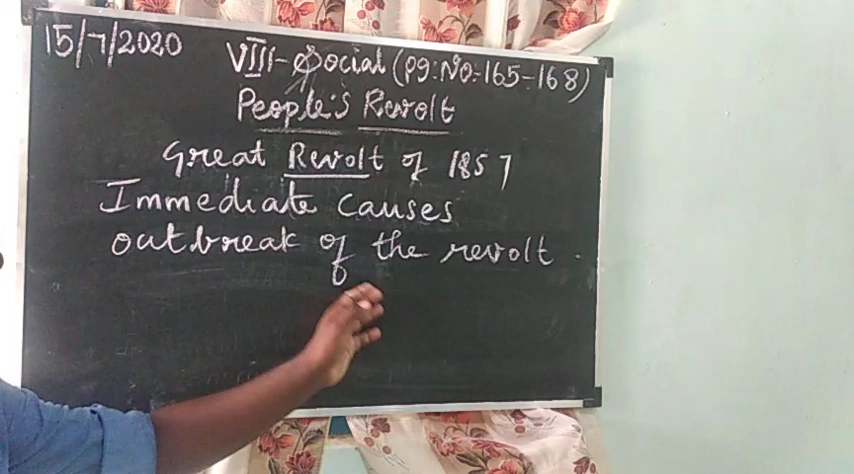 15/7/2020
VIII-Social (pg:No:-165-168)
People's Revolt
Great Revolt of 1857
Immediate causes
outbreak of the revolt.